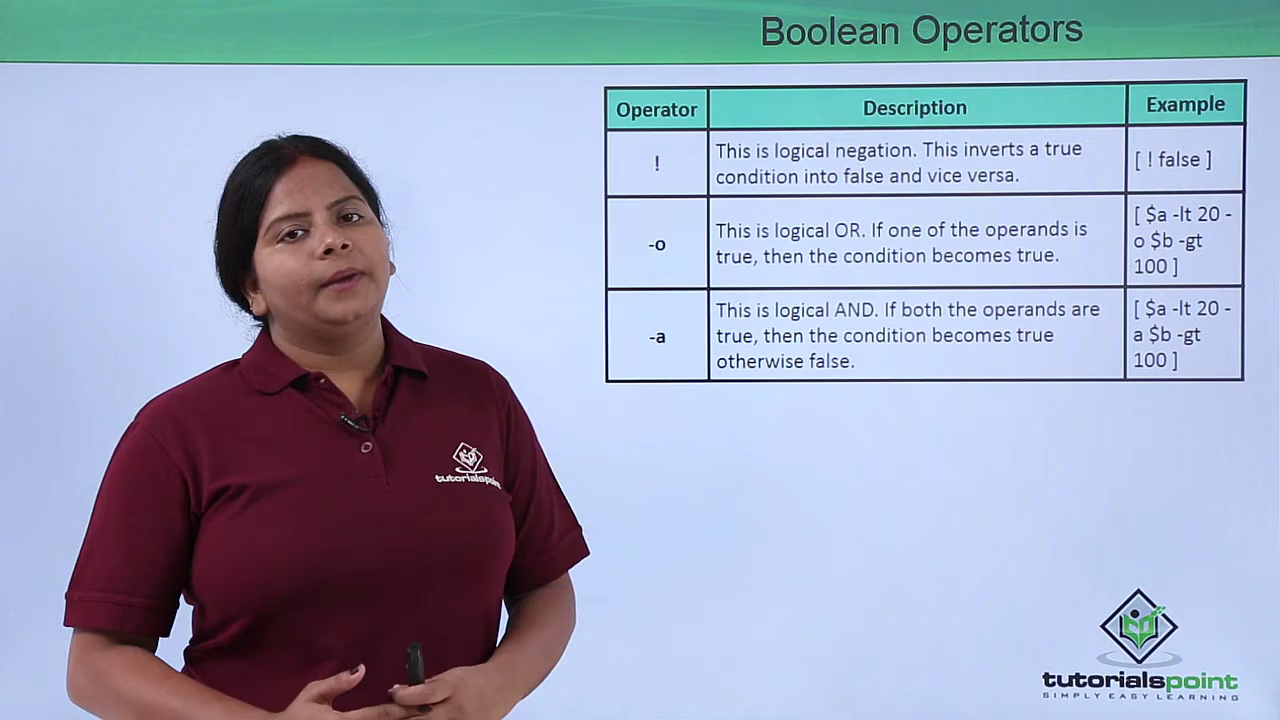 Boolean Operators
Operator Description Example
! This is logical negation. This inverts a true condition into false and vice versa. [ ! false ]
-o This is logical OR. If one of the operands is true, then the condition becomes true. [ $a -lt 20 -o $b -gt 100 ]
-a This is logical AND. If both the operands are true, then the condition becomes true otherwise false. [ $a -lt 20 -a $b -gt 100 ]
tutorialspoint
tutorialspoint
SIMPLY EASY LEARNING